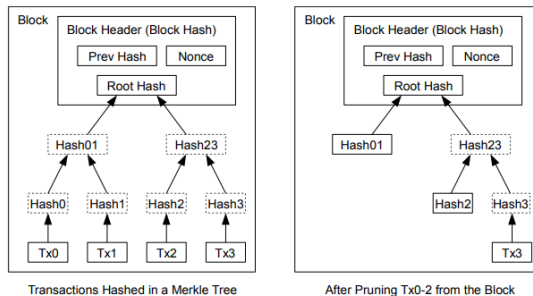 Block
Block Header (Block Hash)
Prev Hash
Nonce
Root Hash
Hash01
Hash23
Hash0
Hash1
Hash2
Hash3
Tx0
Tx1
Tx2
Tx3
Transactions Hashed in a Merkle Tree
Block
Block Header (Block Hash)
Prev Hash
Nonce
Root Hash
Hash01
Hash23
Hash2
Hash3
Tx3
After Pruning Tx0-2 from the Block